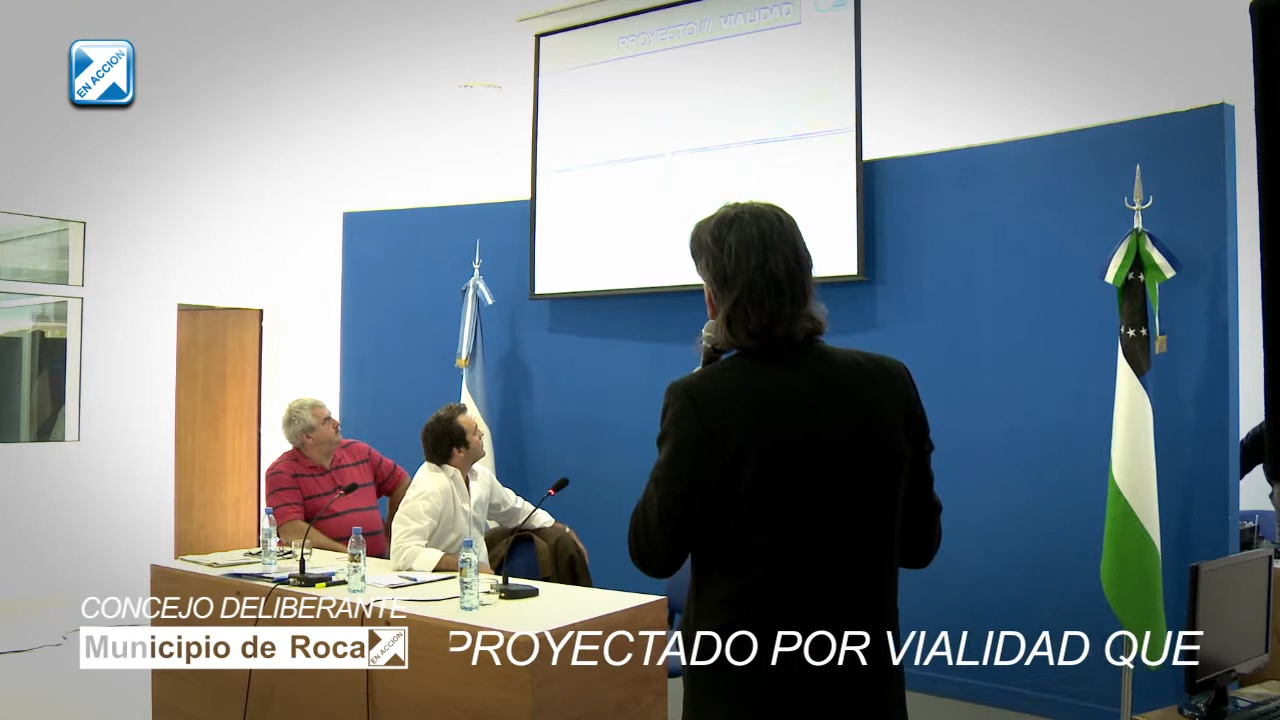 EN ACCION
PROYECTO/// VIALIDAD
CONCEJO DELIBERANTE
Municipio de Roca EN ACCION
PROYECTADO POR VIALIDAD QUE